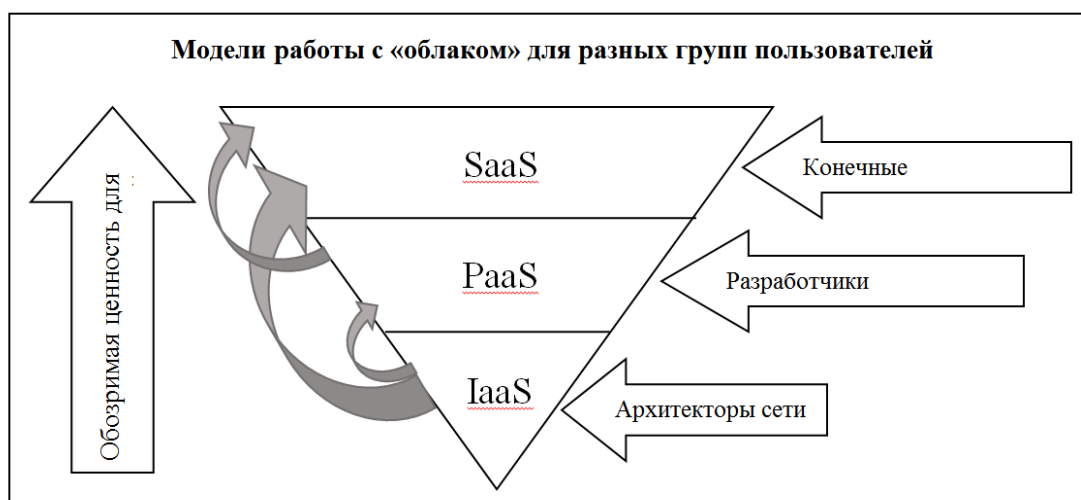 Модели работы с «облаком» для разных групп пользователей
Обозримая ценность для
SaaS
Конечные
PaaS
Разработчики
IaaS
Архитекторы сети